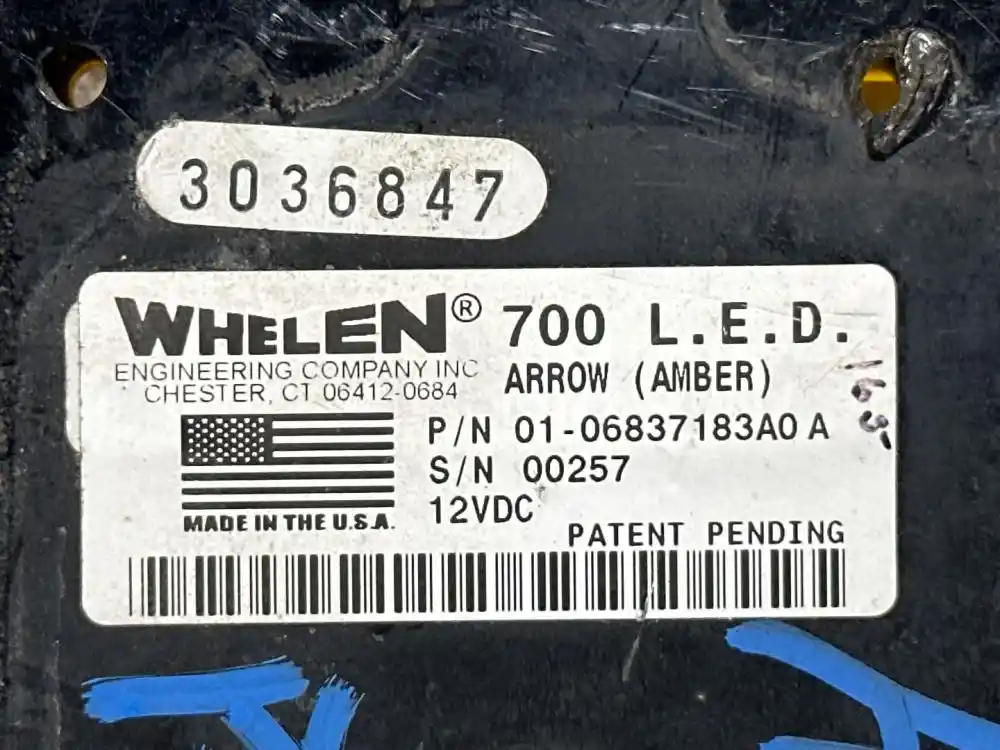 3036847
WHELEN®
ENGINEERING COMPANY INC
CHESTER, CT 06412-0684
700 L.E.D.
ARROW (AMBER)
P/N 01-06837183A0 A
S/N 00257
12VDC
MADE IN THE U.S.A.
PATENT PENDING